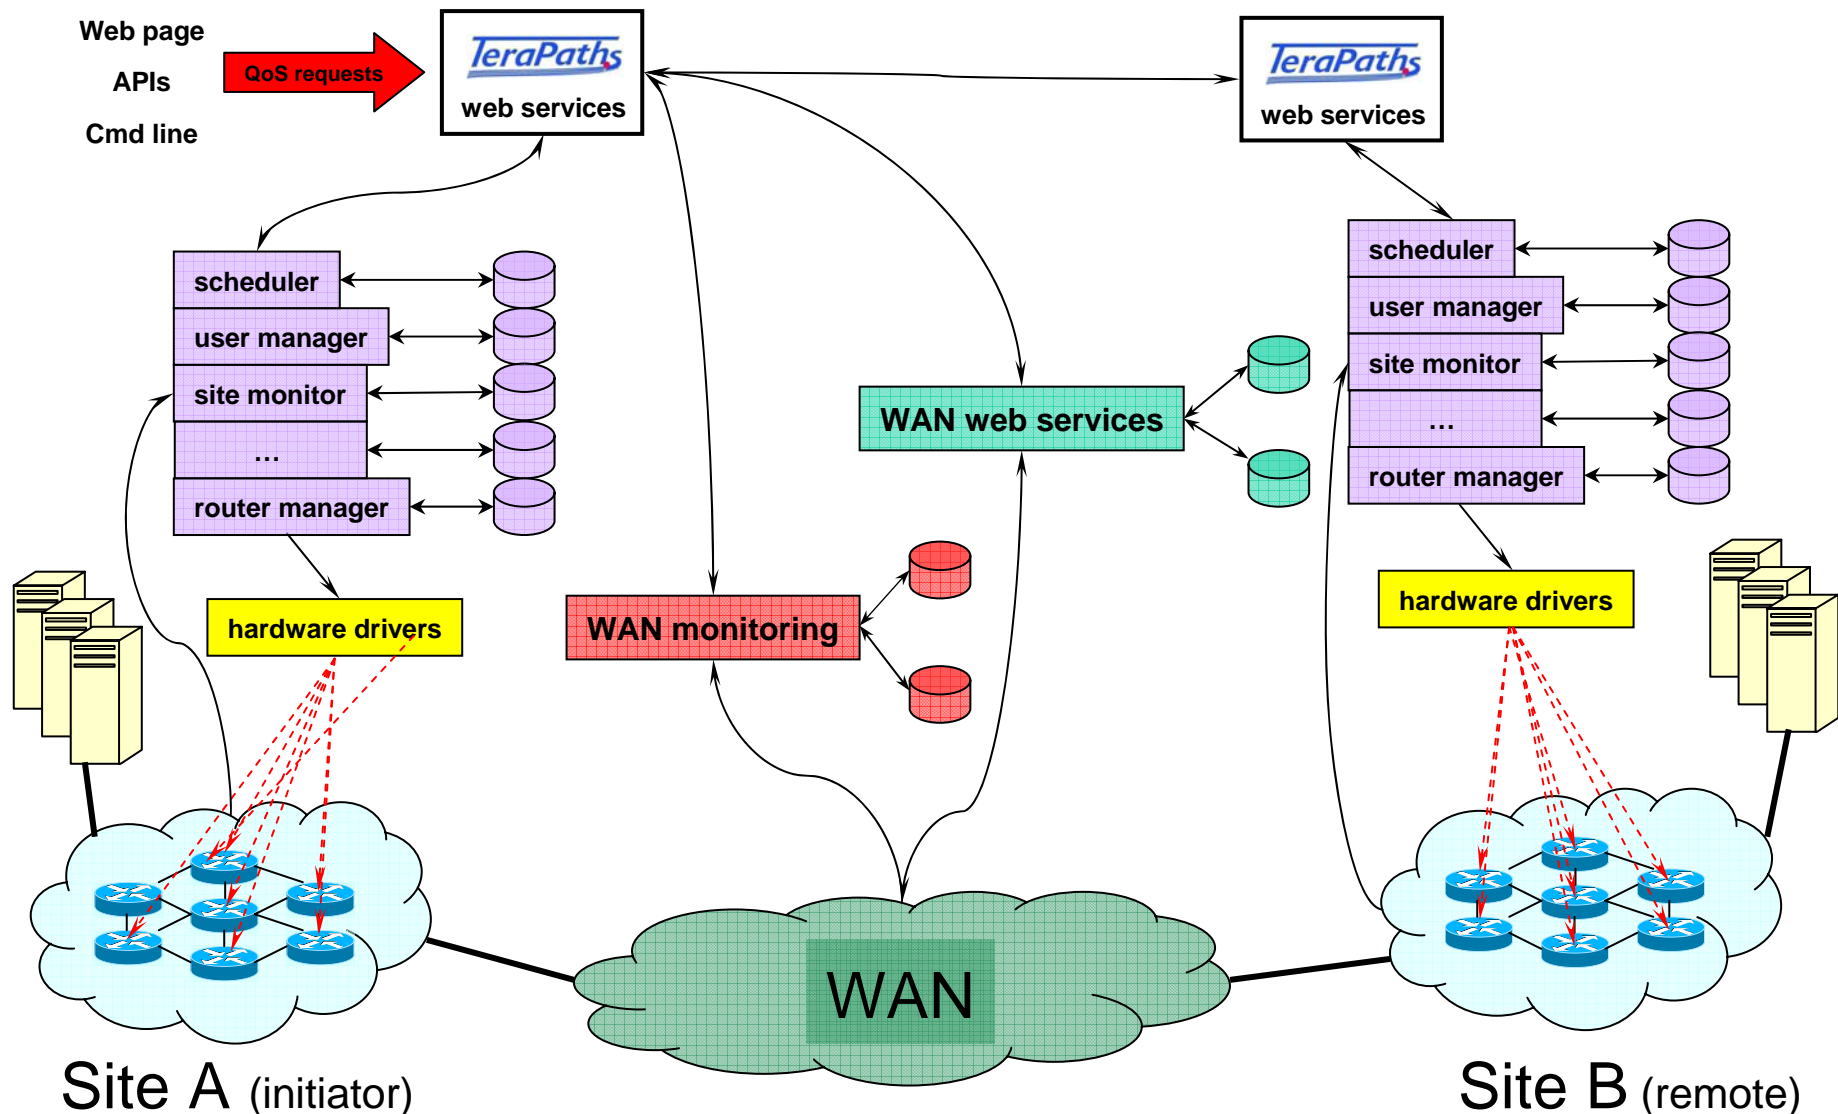 Web page
APIs
Cmd line
QoS requests
TeraPaths
web services
TeraPaths
web services
scheduler
user manager
site monitor
...
router manager
hardware drivers
WAN web services
WAN monitoring
scheduler
user manager
site monitor
...
router manager
hardware drivers
WAN
Site A (initiator)
Site B (remote)